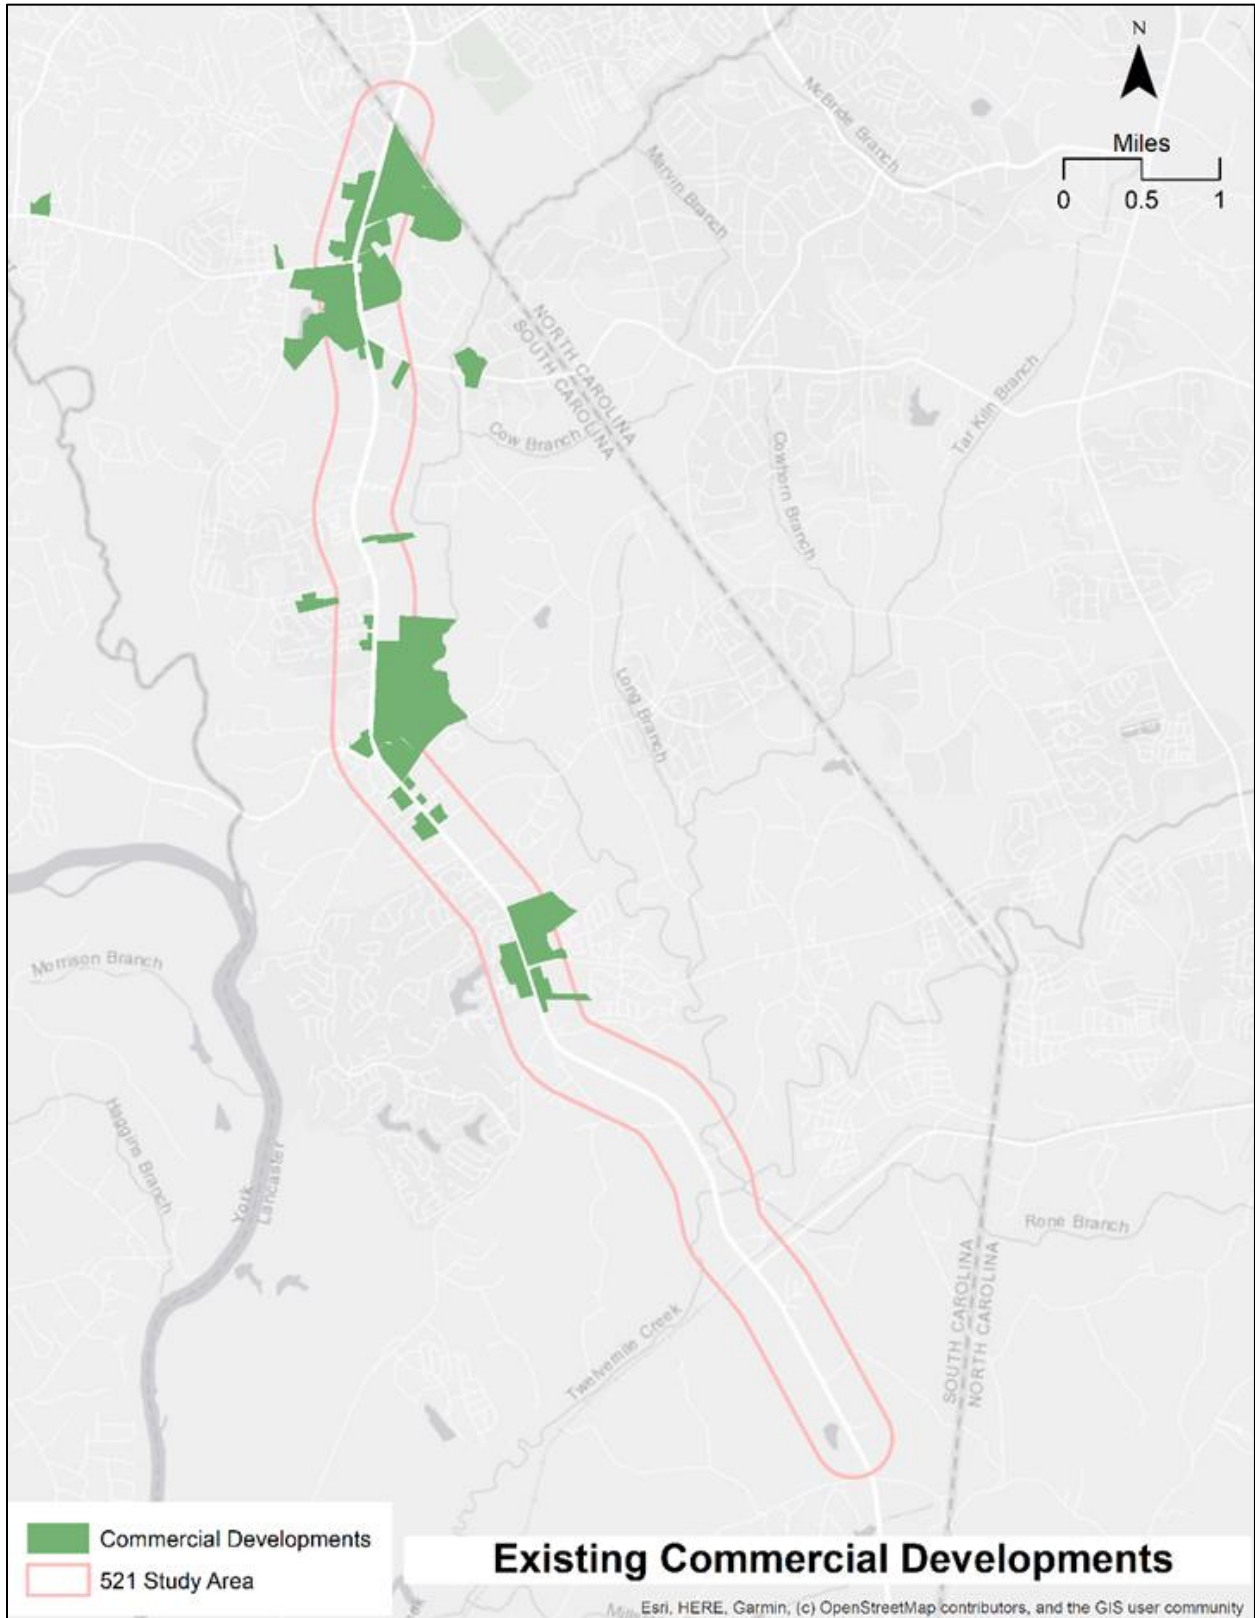 N
Miles
0 0.5 1
McBride Branch
Marvin Branch
NORTH CAROLINA
SOUTH CAROLINA
Tar Kiln Branch
Cow Branch
Cowhorn Branch
Long Branch
Morrison Branch
Haggins Branch
York
Lancaster
Rone Branch
SOUTH CAROLINA
NORTH CAROLINA
Twelvemile Creek
Commercial Developments
521 Study Area
Existing Commercial Developments
Esri, HERE, Garmin, (c) OpenStreetMap contributors, and the GIS user community